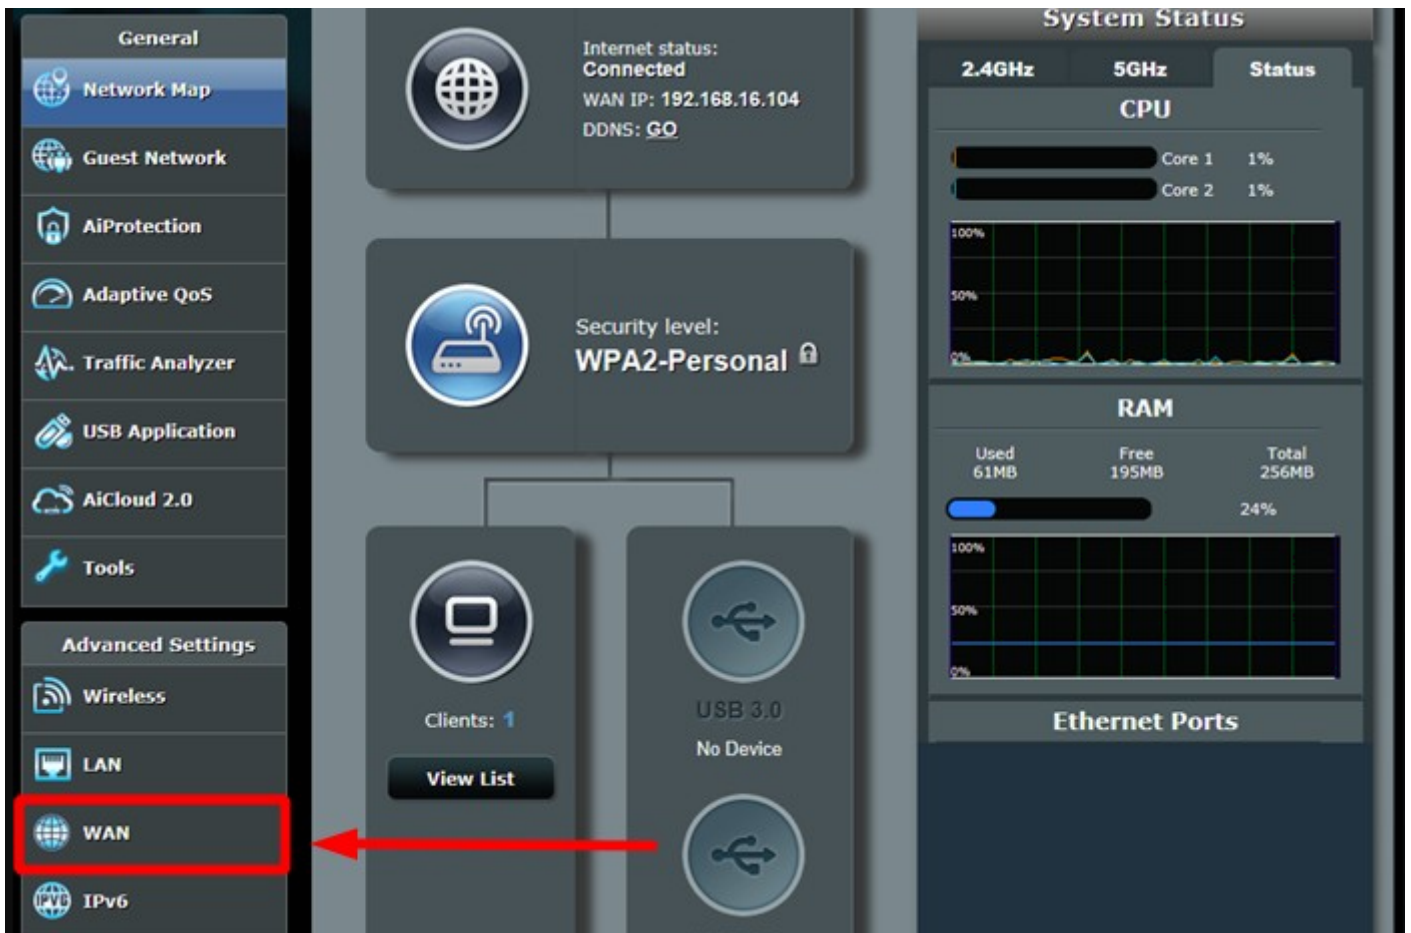 General
Network Map
Guest Network
AiProtection
Adaptive QoS
Traffic Analyzer
USB Application
AiCloud 2.0
Tools
Advanced Settings
Wireless
LAN
WAN
IPv6
Internet status:
Connected
WAN IP: 192.168.16.104
DDNS: GO
Security level:
WPA2-Personal
Clients: 1
View List
USB 3.0
No Device
System Status
2.4GHz 5GHz Status
CPU
Core 1 1%
Core 2 1%
100%
50%
0%
RAM
Used Free Total
61MB 195MB 256MB
24%
100%
50%
0%
Ethernet Ports